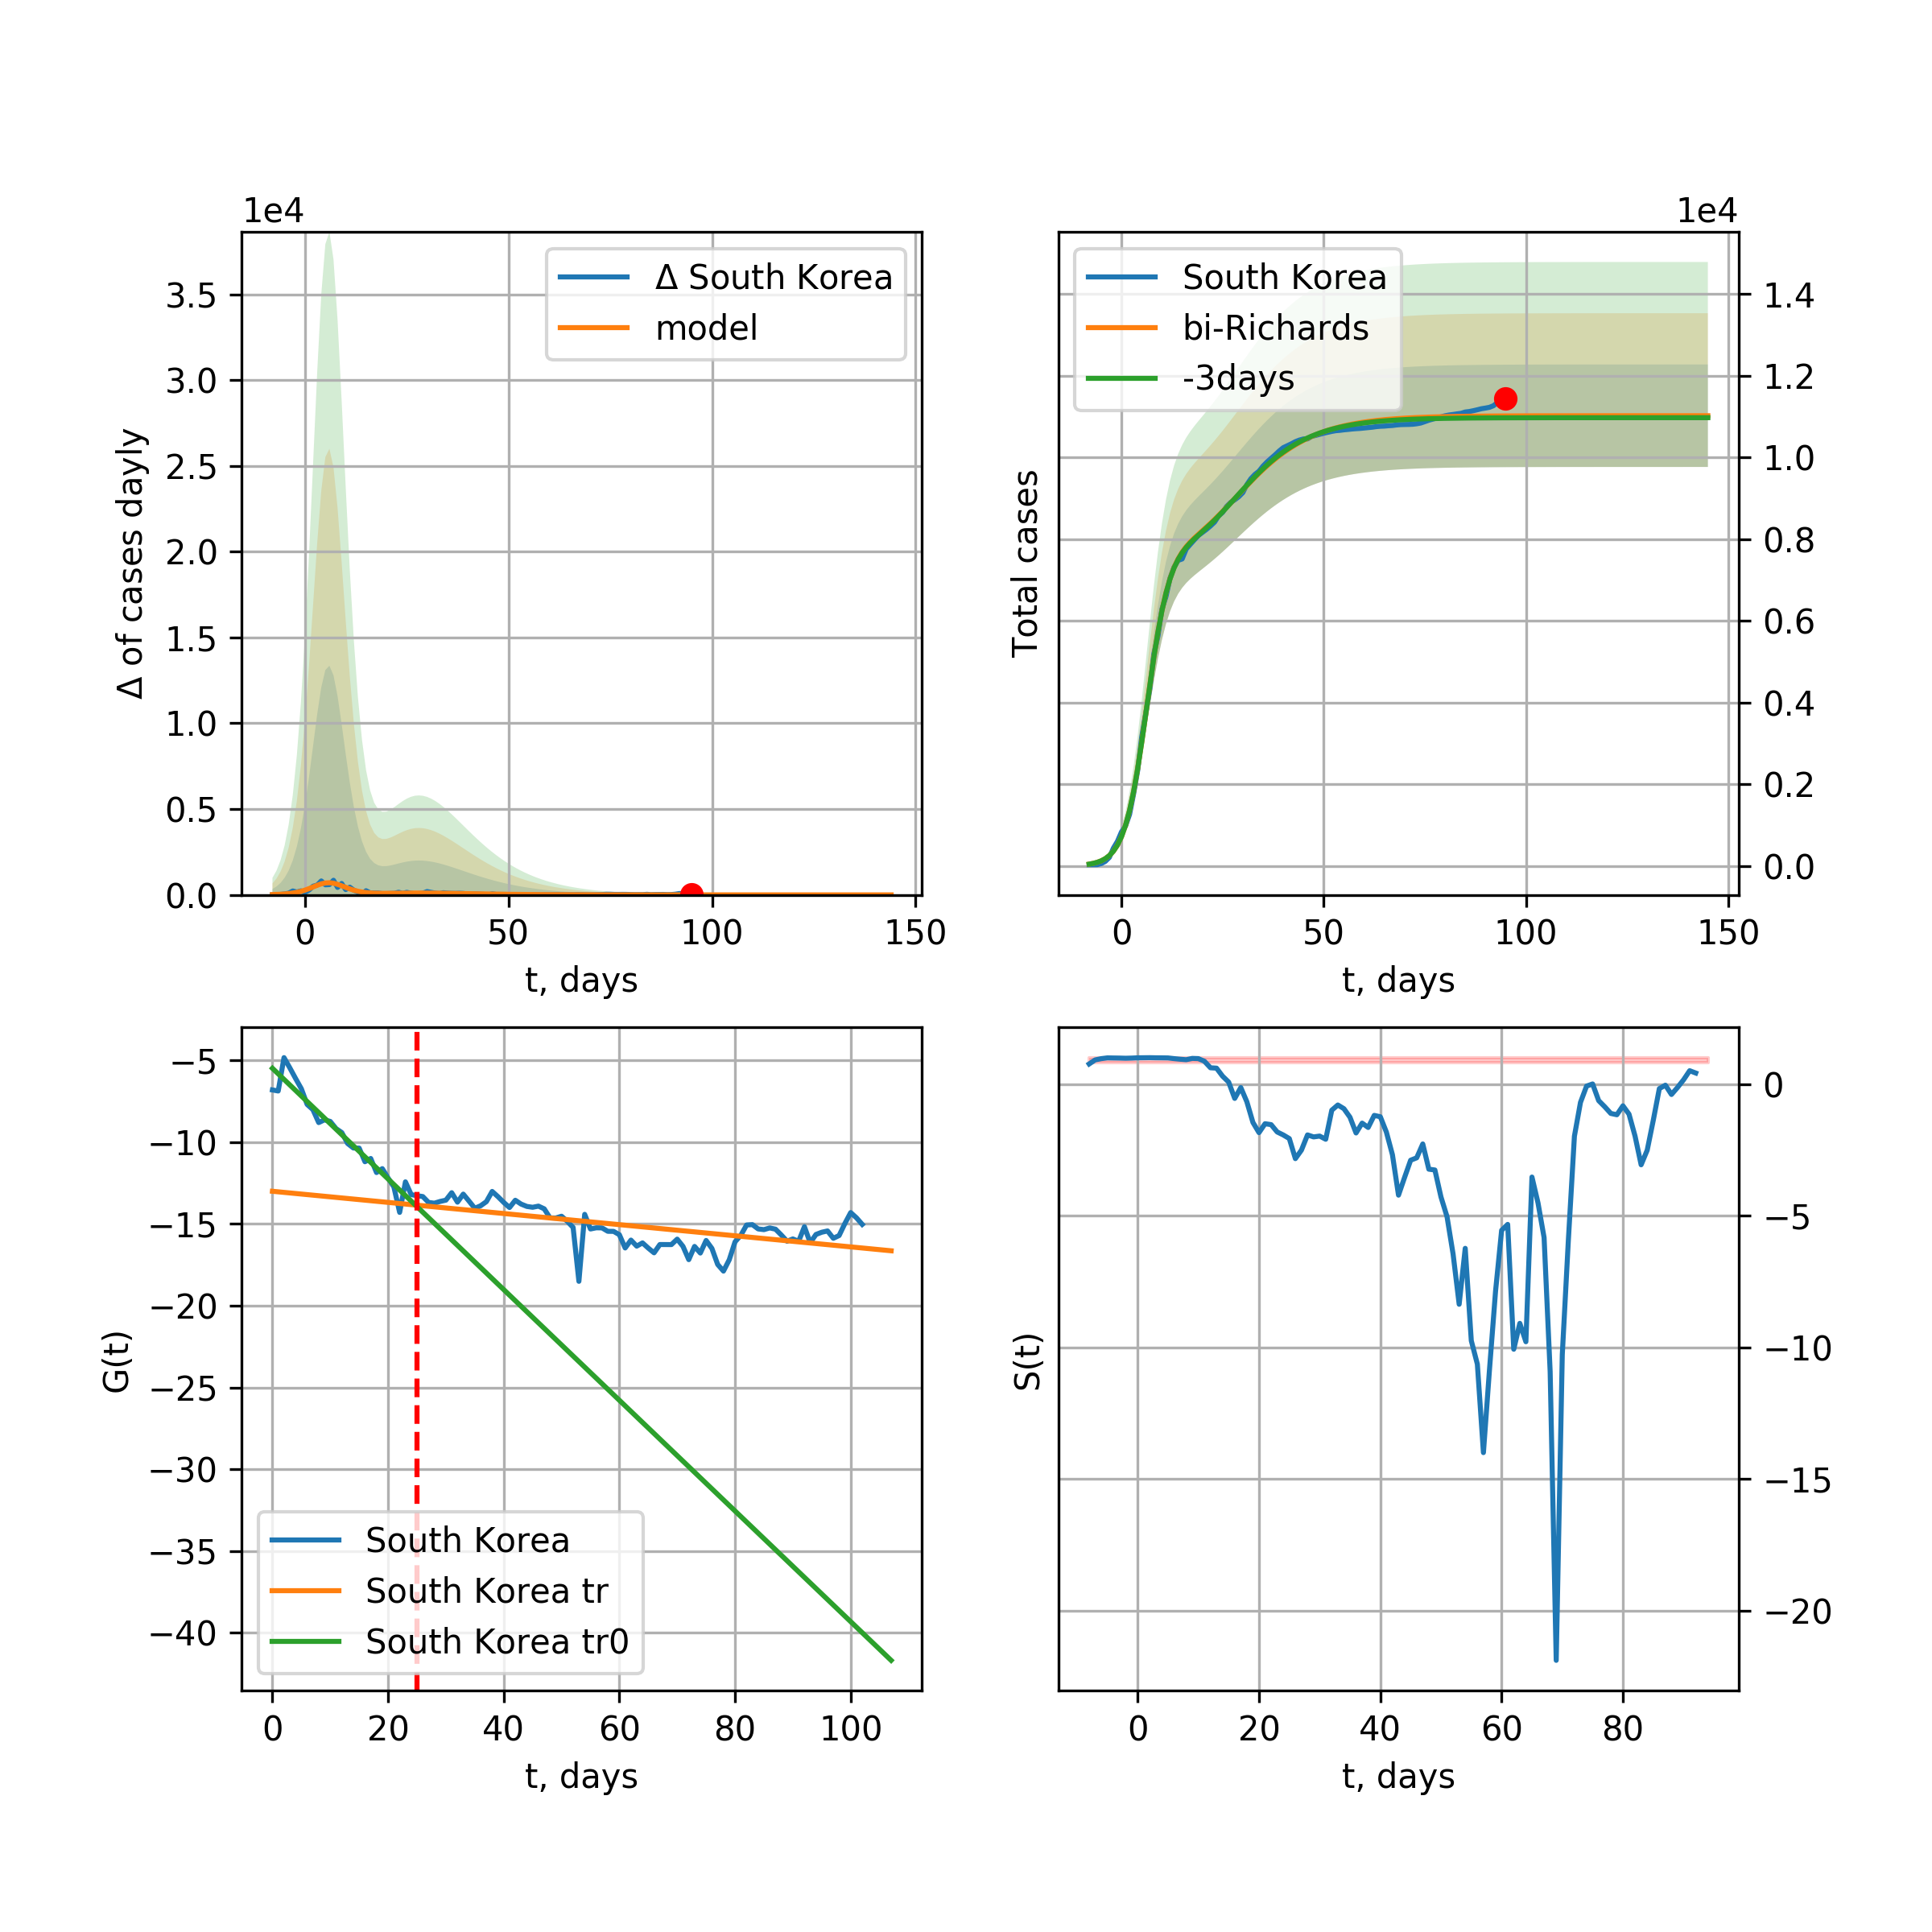 1e4
Δ of cases dayly
3.5
3.0
2.5
2.0
1.5
1.0
0.5
0.0
0 50 100 150
t, days
Δ South Korea
model
1e4
Total cases
1.4
1.2
1.0
0.8
0.6
0.4
0.2
0.0
0 50 100 150
t, days
South Korea
bi-Richards
-3days
G(t)
−5
−10
−15
−20
−25
−30
−35
−40
0 20 40 60 80 100
t, days
South Korea
South Korea tr
South Korea tr0
S(t)
0
−5
−10
−15
−20
0 20 40 60 80
t, days